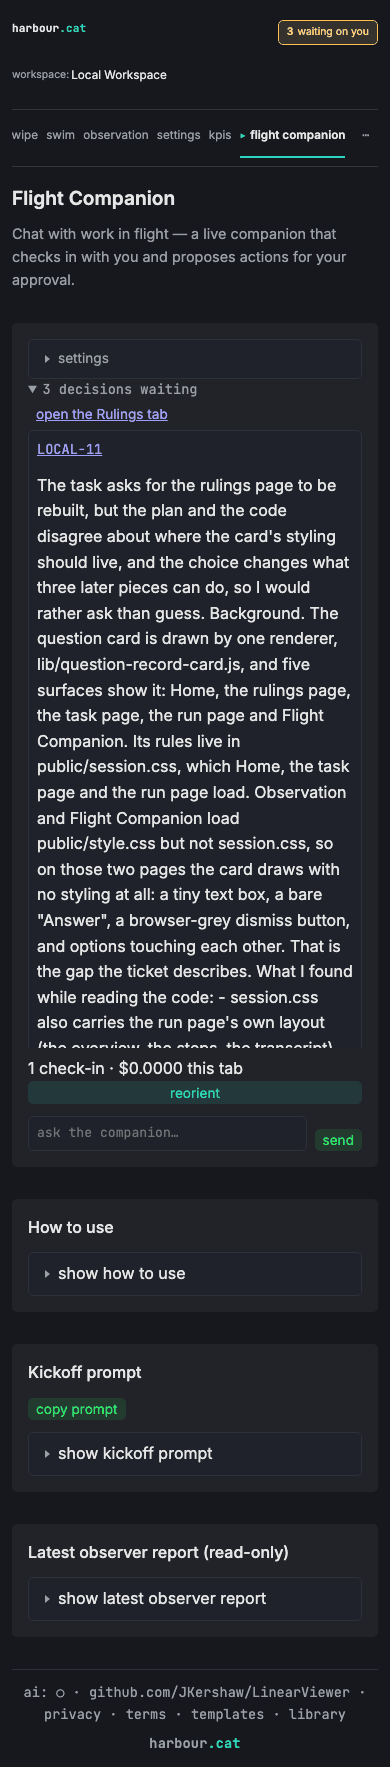 harbour.cat
3 waiting on you
workspace: Local Workspace
wipe swim observation settings kpis ▸ flight companion ⋯
Flight Companion
Chat with work in flight — a live companion that
checks in with you and proposes actions for your
approval.
▸ settings
▼ 3 decisions waiting
open the Rulings tab
LOCAL-11
The task asks for the rulings page to be
rebuilt, but the plan and the code
disagree about where the card's styling
should live, and the choice changes what
three later pieces can do, so I would
rather ask than guess. Background. The
question card is drawn by one renderer,
lib/question-record-card.js, and five
surfaces show it: Home, the rulings page,
the task page, the run page and Flight
Companion. Its rules live in
public/session.css, which Home, the task
page and the run page load. Observation
and Flight Companion load
public/style.css but not session.css, so
on those two pages the card draws with
no styling at all: a tiny text box, a bare
"Answer", a browser-grey dismiss button,
and options touching each other. That is
the gap the ticket describes. What I found
while reading the code: - session.css
also carries the run page's own layout
(the overview, the steps, the transcript)
1 check-in · $0.0000 this tab
reorient
ask the companion…
send
How to use
▸ show how to use
Kickoff prompt
copy prompt
▸ show kickoff prompt
Latest observer report (read-only)
▸ show latest observer report
ai: ○ · github.com/JKershaw/LinearViewer ·
privacy · terms · templates · library
harbour.cat